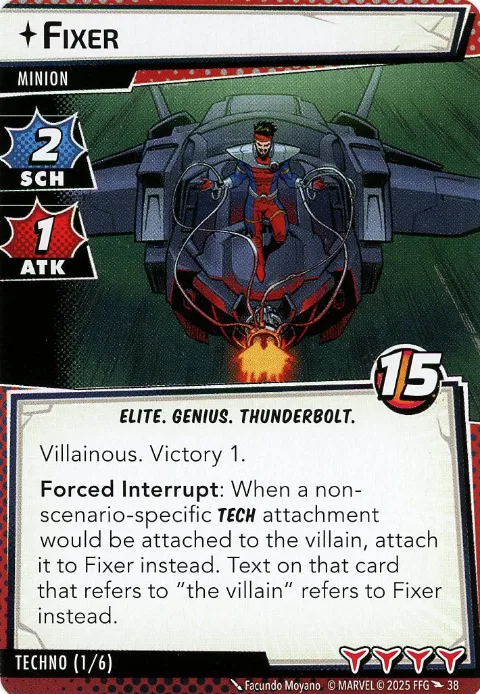 FIXER
MINION
2
SCH
1
ATK
15
ELITE. GENIUS. THUNDERBOLT.
Villainous. Victory 1.
Forced Interrupt: When a non-
scenario-specific TECH attachment
would be attached to the villain, attach
it to Fixer instead. Text on that card
that refers to “the villain” refers to Fixer
instead.
TECHNO (1/6)
Facundo Moyano © MARVEL © 2025 FFG 38